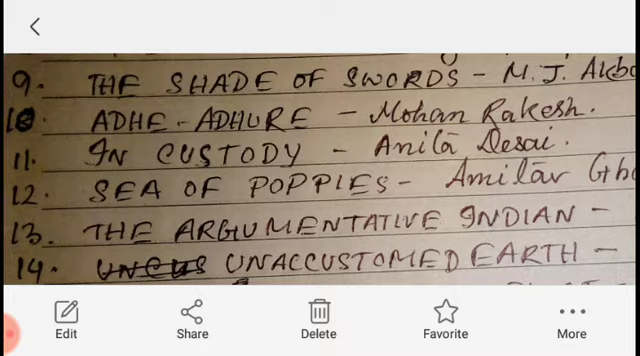 9. THE SHADE OF SWORDS - M. J. Akba
10. ADHE - ADHURE - Mohan Rakesh.
11. IN CUSTODY - Anita Desai.
12. SEA OF POPPIES - Amitav Gho
13. THE ARGUMENTATIVE INDIAN -
14. UNACCUSTOMED EARTH -
Edit Share Delete Favorite More